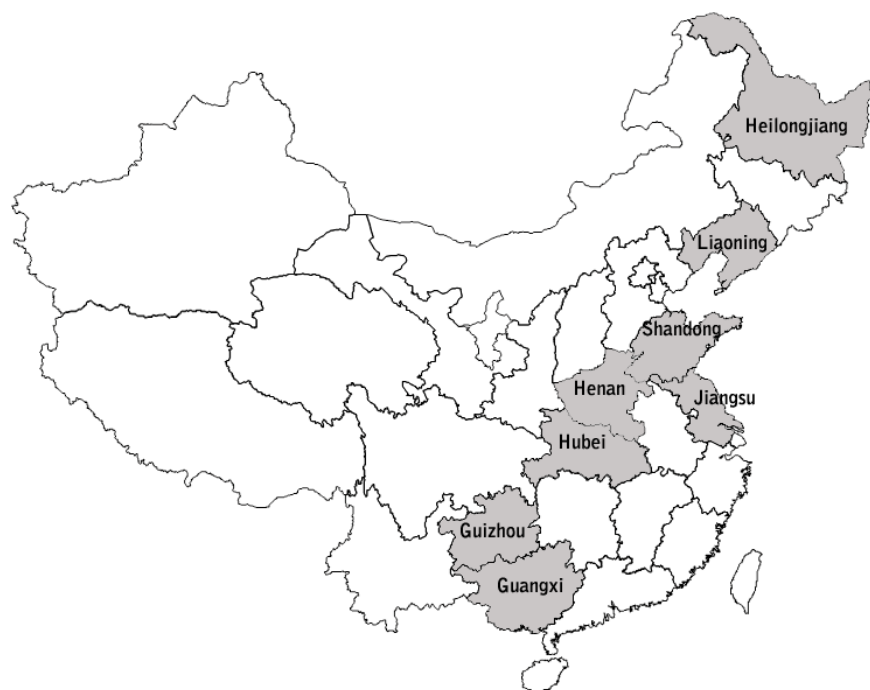 Heilongjiang
Liaoning
Shandong
Henan
Jiangsu
Hubei
Guizhou
Guangxi